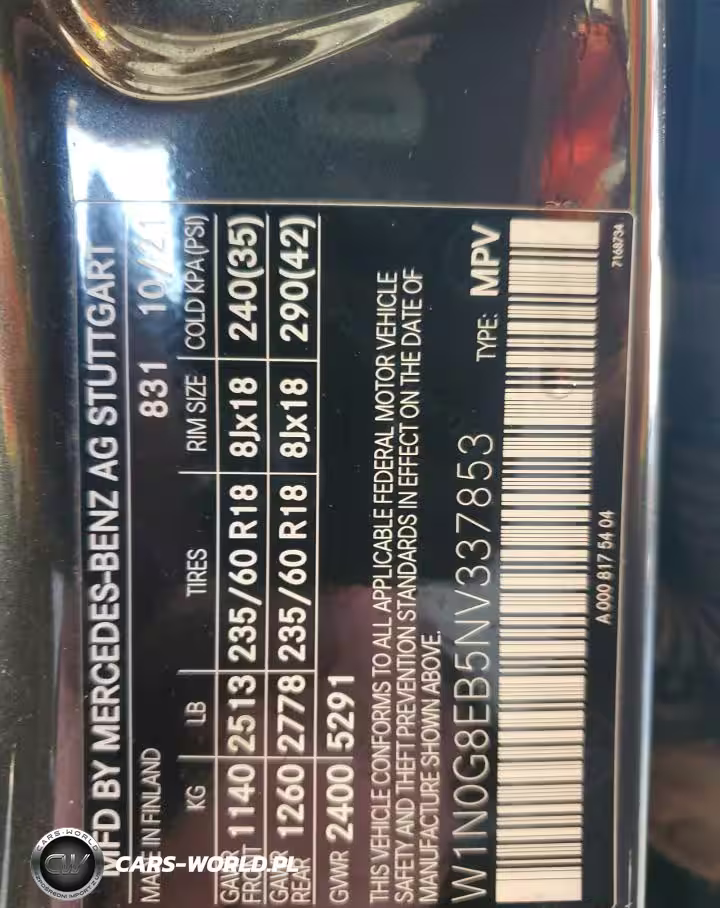 MFD BY MERCEDES-BENZ AG STUTTGART
MADE IN FINLAND 831 10/21
KG LB TIRES RIM SIZE COLD KPA (PSI)
GAWR FRONT 1140 2513 235/60 R18 8Jx18 240(35)
GAWR REAR 1260 2778 235/60 R18 8Jx18 290(42)
GVWR 2400 5291
THIS VEHICLE CONFORMS TO ALL APPLICABLE FEDERAL MOTOR VEHICLE
SAFETY AND THEFT PREVENTION STANDARDS IN EFFECT ON THE DATE OF
MANUFACTURE SHOWN ABOVE.
W1N0G8EB5NV337853 TYPE: MPV
A 000 817 54 04
7168734
CARS-WORLD
CW
CARS-WORLD.PL